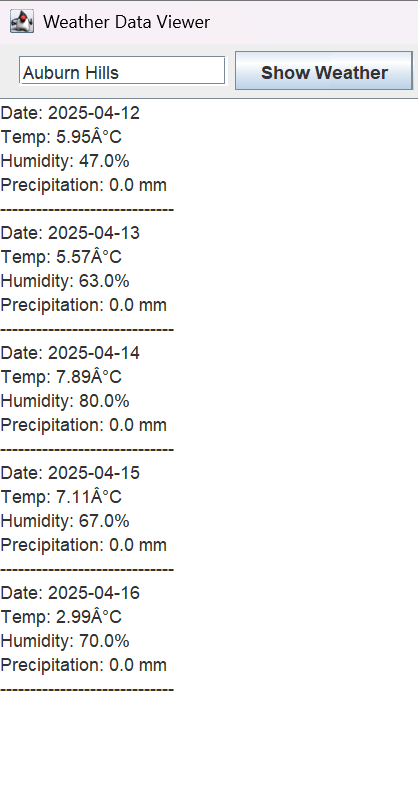 Weather Data Viewer
Auburn Hills
Show Weather
Date: 2025-04-12
Temp: 5.95Â°C
Humidity: 47.0%
Precipitation: 0.0 mm
-----------------------------
Date: 2025-04-13
Temp: 5.57Â°C
Humidity: 63.0%
Precipitation: 0.0 mm
-----------------------------
Date: 2025-04-14
Temp: 7.89Â°C
Humidity: 80.0%
Precipitation: 0.0 mm
-----------------------------
Date: 2025-04-15
Temp: 7.11Â°C
Humidity: 67.0%
Precipitation: 0.0 mm
-----------------------------
Date: 2025-04-16
Temp: 2.99Â°C
Humidity: 70.0%
Precipitation: 0.0 mm
-----------------------------